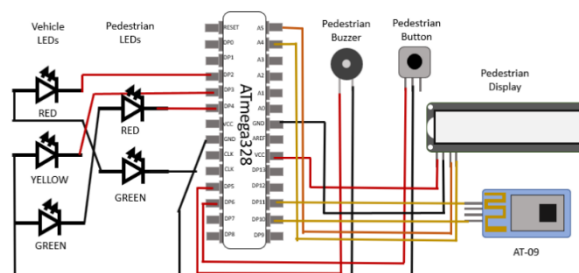 Vehicle
LEDs
Pedestrian
LEDs
RED
YELLOW
GREEN
RED
GREEN
RESET
DP0
DP1
DP2
DP3
DP4
VCC
GND
CLK
CLK
DP5
DP6
DP7
DP8
ATmega328
A5
A4
A3
A2
A1
A0
GND
AREF
VCC
DP13
DP12
DP11
DP10
DP9
Pedestrian
Buzzer
Pedestrian
Button
Pedestrian
Display
AT-09